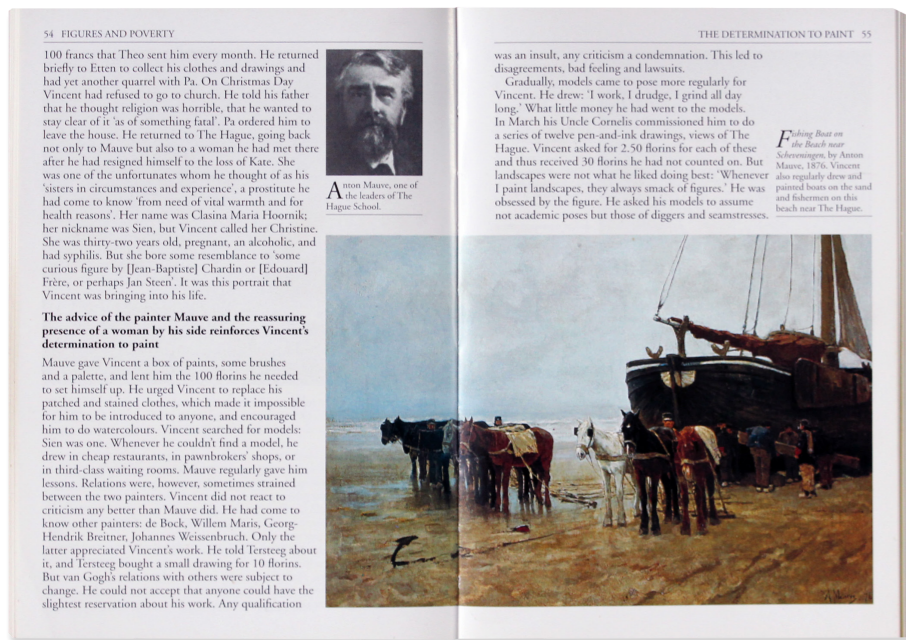 54 FIGURES AND POVERTY
100 francs that Theo sent him every month. He returned
briefly to Etten to collect his clothes and drawings and
had yet another quarrel with Pa. On Christmas Day
Vincent had refused to go to church. He told his father
that he thought religion was horrible, that he wanted to
stay clear of it 'as of something fatal'. Pa ordered him to
leave the house. He returned to The Hague, going back
not only to Mauve but also to a woman he had met there
after he had resigned himself to the loss of Kate. She
was one of the unfortunates whom he thought of as his
'sisters in circumstances and experience', a prostitute he
had come to know 'from need of vital warmth and for
health reasons'. Her name was Clasina Maria Hoornik;
her nickname was Sien, but Vincent called her Christine.
She was thirty-two years old, pregnant, an alcoholic, and
had syphilis. But she bore some resemblance to 'some
curious figure by [Jean-Baptiste] Chardin or [Edouard]
Frère, or perhaps Jan Steen'. It was this portrait that
Vincent was bringing into his life.
The advice of the painter Mauve and the reassuring
presence of a woman by his side reinforces Vincent's
determination to paint
Mauve gave Vincent a box of paints, some brushes
and a palette, and lent him the 100 florins he needed
to set himself up. He urged Vincent to replace his
patched and stained clothes, which made it impossible
for him to be introduced to anyone, and encouraged
him to do watercolours. Vincent searched for models:
Sien was one. Whenever he couldn't find a model, he
drew in cheap restaurants, in pawnbrokers' shops, or
in third-class waiting rooms. Mauve regularly gave him
lessons. Relations were, however, sometimes strained
between the two painters. Vincent did not react to
criticism any better than Mauve did. He had come to
know other painters: de Bock, Willem Maris, Georg-
Hendrik Breitner, Johannes Weissenbruch. Only the
latter appreciated Vincent's work. He told Tersteeg about
it, and Tersteeg bought a small drawing for 10 florins.
But van Gogh's relations with others were subject to
change. He could not accept that anyone could have the
slightest reservation about his work. Any qualification
Anton Mauve, one of
the leaders of The
Hague School.
THE DETERMINATION TO PAINT 55
was an insult, any criticism a condemnation. This led to
disagreements, bad feeling and lawsuits.
Gradually, models came to pose more regularly for
Vincent. He drew: 'I work, I drudge, I grind all day
long.' What little money he had went to the models.
In March his Uncle Cornelis commissioned him to do
a series of twelve pen-and-ink drawings, views of The
Hague. Vincent asked for 2.50 florins for each of these
and thus received 30 florins he had not counted on. But
landscapes were not what he liked doing best: 'Whenever
I paint landscapes, they always smack of figures.' He was
obsessed by the figure. He asked his models to assume
not academic poses but those of diggers and seamstresses.
Fishing Boat on
the Beach near
Scheveningen, by Anton
Mauve, 1876. Vincent
also regularly drew and
painted boats on the sand
and fishermen on this
beach near The Hague.